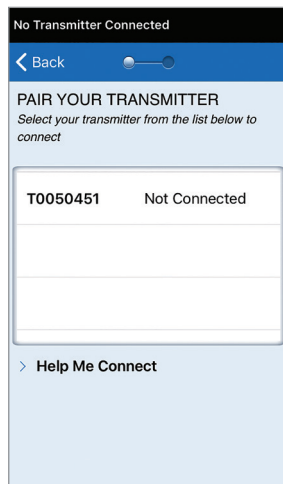 No Transmitter Connected
Back
PAIR YOUR TRANSMITTER
Select your transmitter from the list below to
connect
T0050451 Not Connected
Help Me Connect